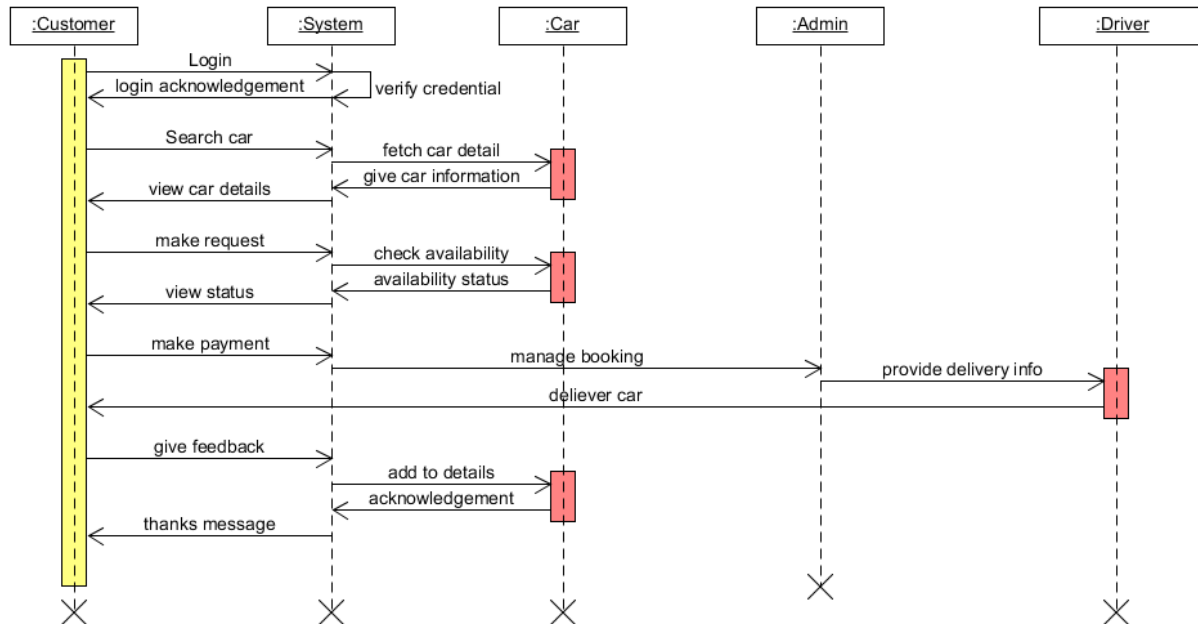 :Customer
:System
:Car
:Admin
:Driver
Login
login acknowledgement
verify credential
Search car
fetch car detail
give car information
view car details
make request
check availability
availability status
view status
make payment
manage booking
provide delivery info
deliever car
give feedback
add to details
acknowledgement
thanks message